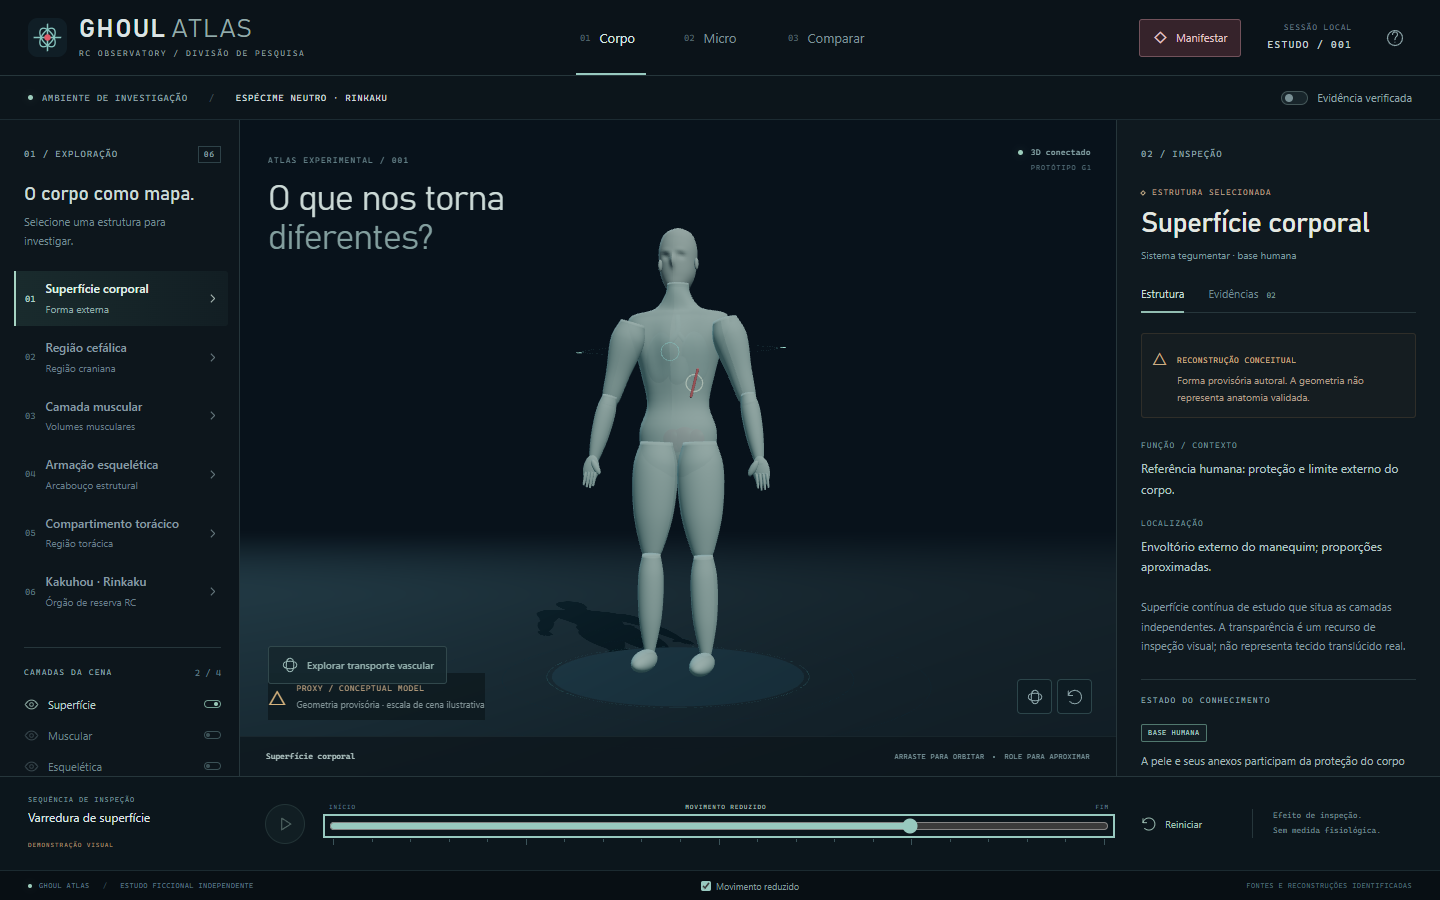 GHOUL ATLAS
RC OBSERVATORY / DIVISÃO DE PESQUISA
01 Corpo
02 Micro
03 Comparar
Manifestar
SESSÃO LOCAL
ESTUDO / 001
AMBIENTE DE INVESTIGAÇÃO / ESPÉCIME NEUTRO · RINKAKU
Evidência verificada
01 / EXPLORAÇÃO 06
O corpo como mapa.
Selecione uma estrutura para
investigar.
01 Superfície corporal
Forma externa
02 Região cefálica
Região craniana
03 Camada muscular
Volumes musculares
04 Armação esquelética
Arcabouço estrutural
05 Compartimento torácico
Região torácica
06 Kakuhou · Rinkaku
Órgão de reserva RC
CAMADAS DA CENA 2 / 4
Superfície
Muscular
Esquelética
ATLAS EXPERIMENTAL / 001
O que nos torna
diferentes?
3D conectado
PROTÓTIPO G1
Explorar transporte vascular
PROXY / CONCEPTUAL MODEL
Geometria provisória · escala de cena ilustrativa
Superfície corporal
ARRASTE PARA ORBITAR • ROLE PARA APROXIMAR
02 / INSPEÇÃO
ESTRUTURA SELECIONADA
Superfície corporal
Sistema tegumentar · base humana
Estrutura
Evidências 02
RECONSTRUÇÃO CONCEITUAL
Forma provisória autoral. A geometria não
representa anatomia validada.
FUNÇÃO / CONTEXTO
Referência humana: proteção e limite externo do
corpo.
LOCALIZAÇÃO
Envoltório externo do manequim; proporções
aproximadas.
Superfície contínua de estudo que situa as camadas
independentes. A transparência é um recurso de
inspeção visual; não representa tecido translúcido real.
ESTADO DO CONHECIMENTO
BASE HUMANA
A pele e seus anexos participam da proteção do corpo
SEQUÊNCIA DE INSPEÇÃO
Varredura de superfície
DEMONSTRAÇÃO VISUAL
INÍCIO
MOVIMENTO REDUZIDO
FIM
Reiniciar
Efeito de inspeção.
Sem medida fisiológica.
GHOUL ATLAS / ESTUDO FICCIONAL INDEPENDENTE
Movimento reduzido
FONTES E RECONSTRUÇÕES IDENTIFICADAS